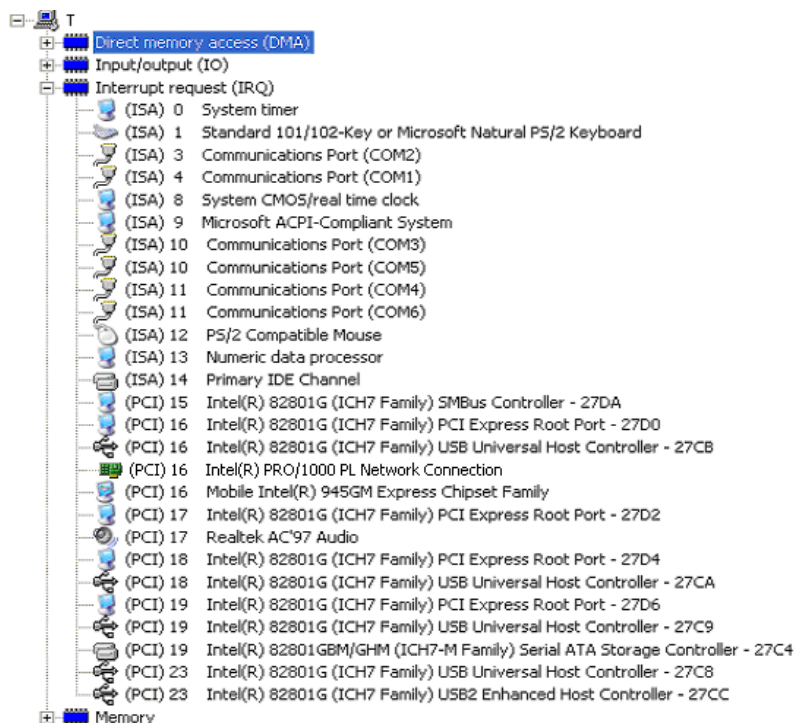 T
Direct memory access (DMA)
Input/output (IO)
Interrupt request (IRQ)
(ISA) 0 System timer
(ISA) 1 Standard 101/102-Key or Microsoft Natural PS/2 Keyboard
(ISA) 3 Communications Port (COM2)
(ISA) 4 Communications Port (COM1)
(ISA) 8 System CMOS/real time clock
(ISA) 9 Microsoft ACPI-Compliant System
(ISA) 10 Communications Port (COM3)
(ISA) 10 Communications Port (COM5)
(ISA) 11 Communications Port (COM4)
(ISA) 11 Communications Port (COM6)
(ISA) 12 PS/2 Compatible Mouse
(ISA) 13 Numeric data processor
(ISA) 14 Primary IDE Channel
(PCI) 15 Intel(R) 82801G (ICH7 Family) SMBus Controller - 27DA
(PCI) 16 Intel(R) 82801G (ICH7 Family) PCI Express Root Port - 27D0
(PCI) 16 Intel(R) 82801G (ICH7 Family) USB Universal Host Controller - 27CB
(PCI) 16 Intel(R) PRO/1000 PL Network Connection
(PCI) 16 Mobile Intel(R) 945GM Express Chipset Family
(PCI) 17 Intel(R) 82801G (ICH7 Family) PCI Express Root Port - 27D2
(PCI) 17 Realtek AC'97 Audio
(PCI) 18 Intel(R) 82801G (ICH7 Family) PCI Express Root Port - 27D4
(PCI) 18 Intel(R) 82801G (ICH7 Family) USB Universal Host Controller - 27CA
(PCI) 19 Intel(R) 82801G (ICH7 Family) PCI Express Root Port - 27D6
(PCI) 19 Intel(R) 82801G (ICH7 Family) USB Universal Host Controller - 27C9
(PCI) 19 Intel(R) 82801GBM/GHM (ICH7-M Family) Serial ATA Storage Controller - 27C4
(PCI) 23 Intel(R) 82801G (ICH7 Family) USB Universal Host Controller - 27C8
(PCI) 23 Intel(R) 82801G (ICH7 Family) USB2 Enhanced Host Controller - 27CC
Memory